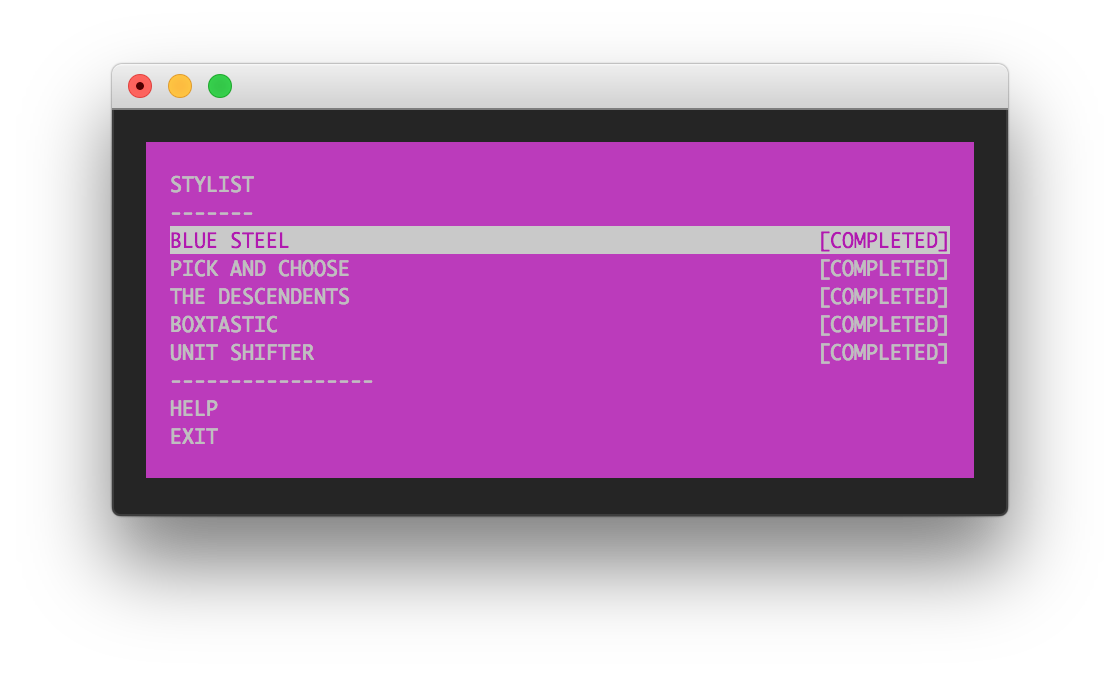 STYLIST
-------
BLUE STEEL [COMPLETED]
PICK AND CHOOSE [COMPLETED]
THE DESCENDENTS [COMPLETED]
BOXTASTIC [COMPLETED]
UNIT SHIFTER [COMPLETED]
-----------------
HELP
EXIT